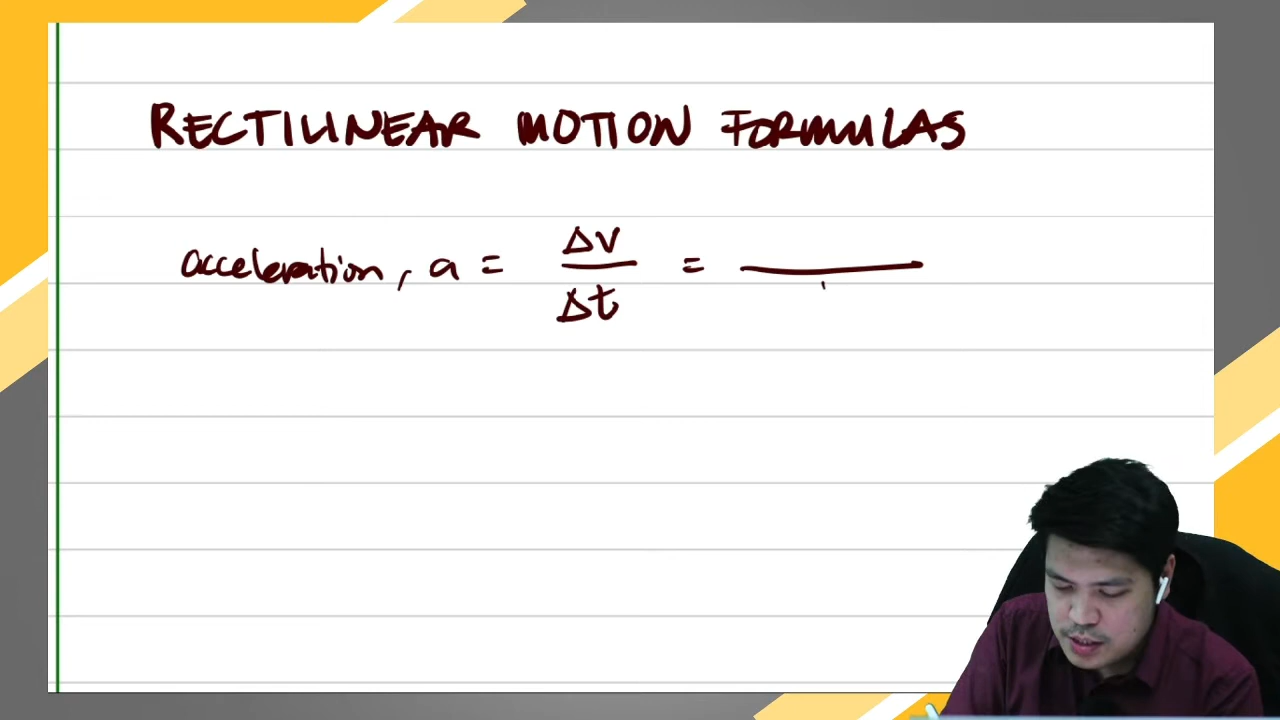 RECTILINEAR MOTION FORMULAS
acceleration, a = Δv/Δt =